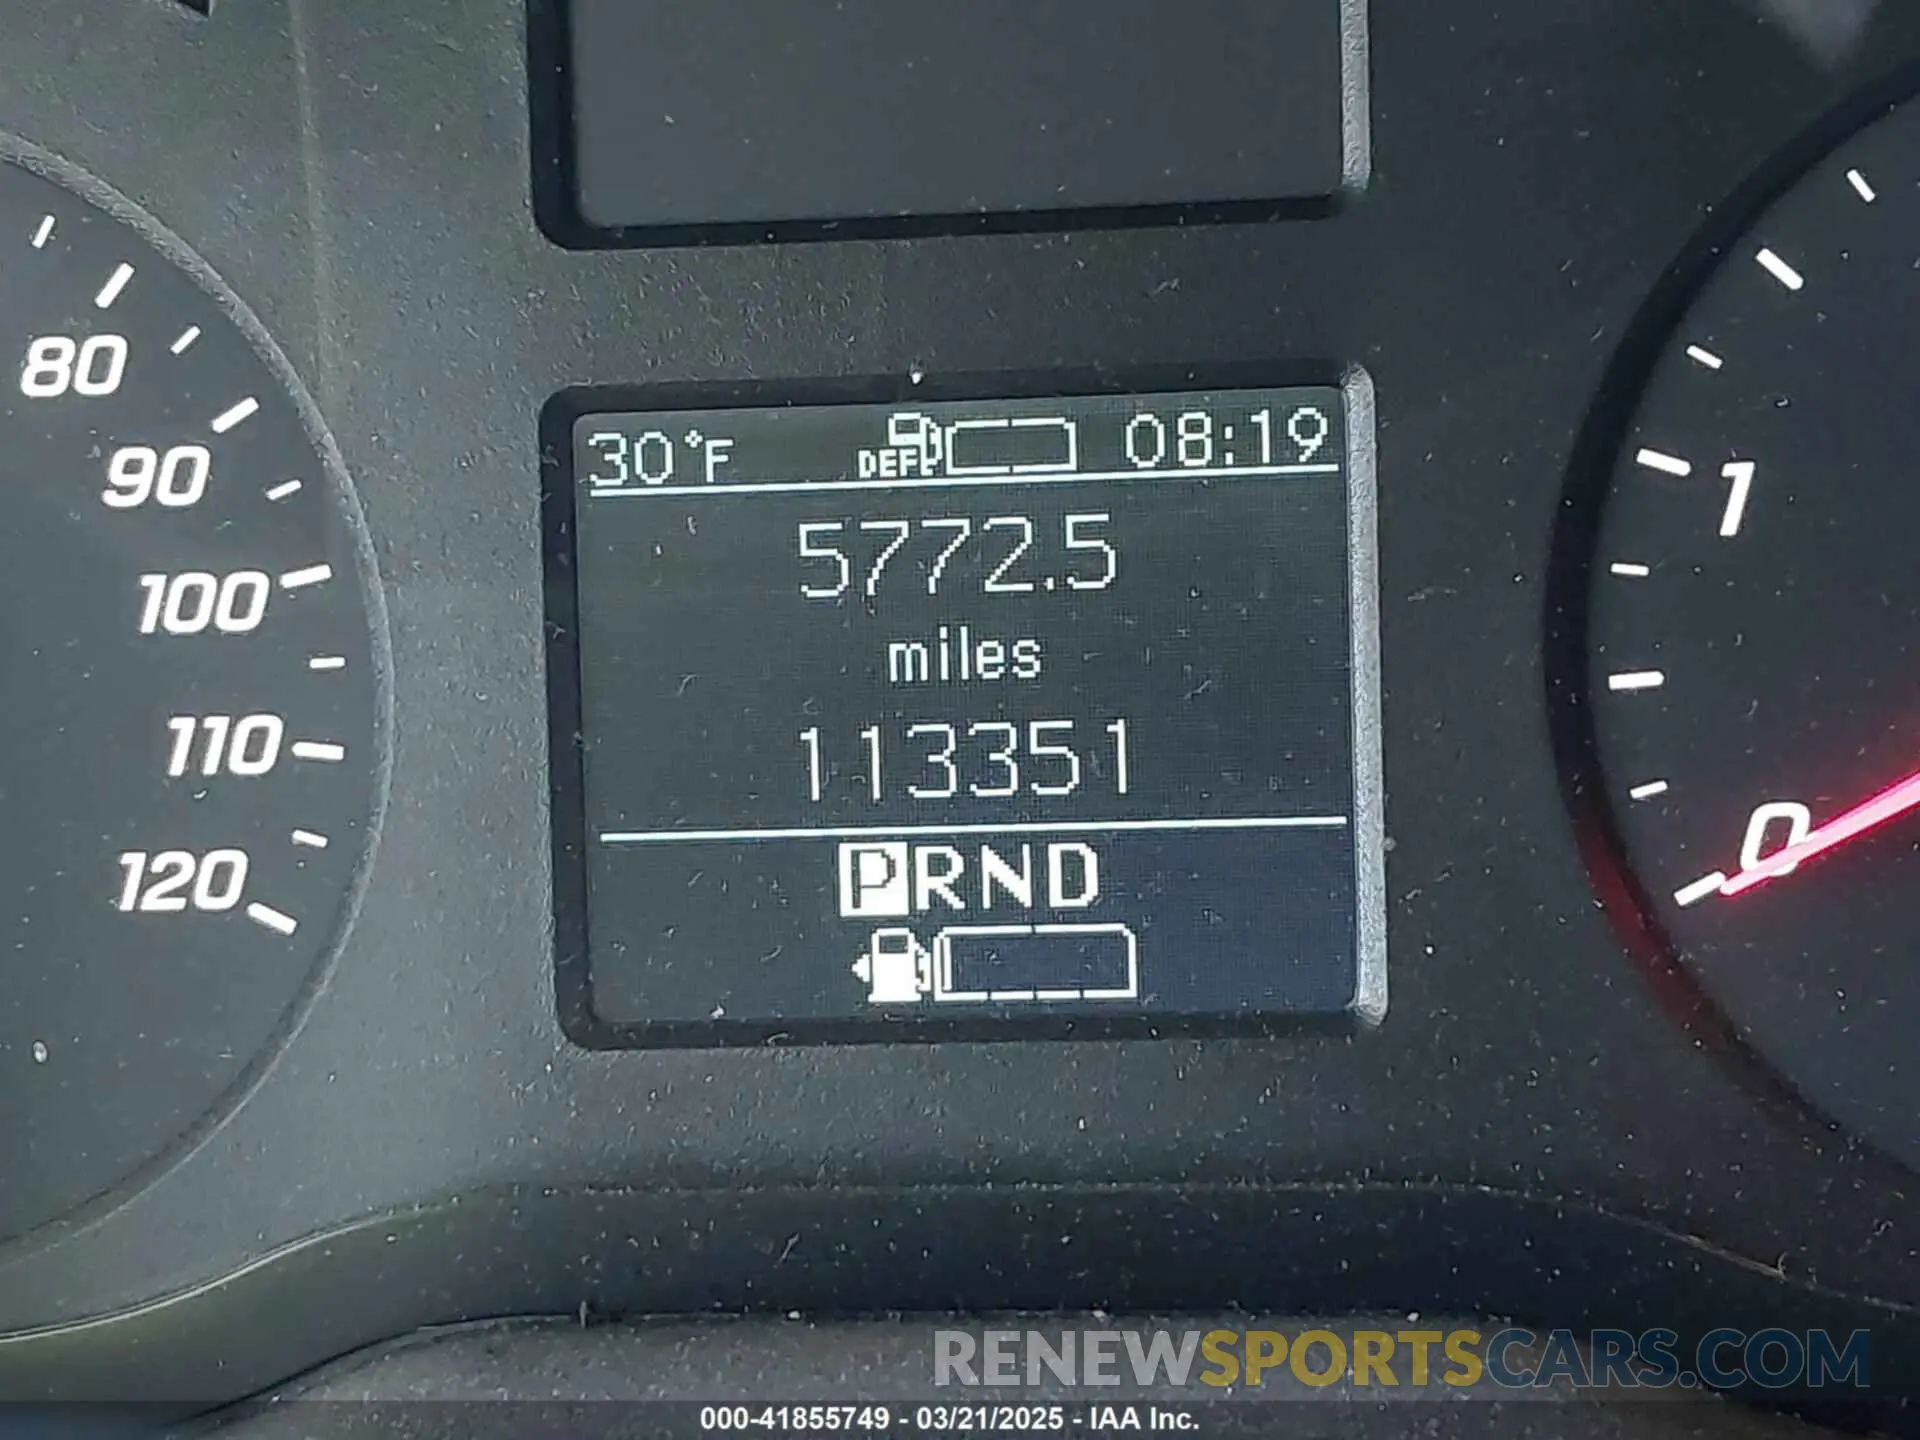 80
90
100
110
120
30°F DEF 08:19
5772.5
miles
113351
PRND
1
0
RENEWSPORTSCARS.COM
000-41855749 - 03/21/2025 - IAA Inc.